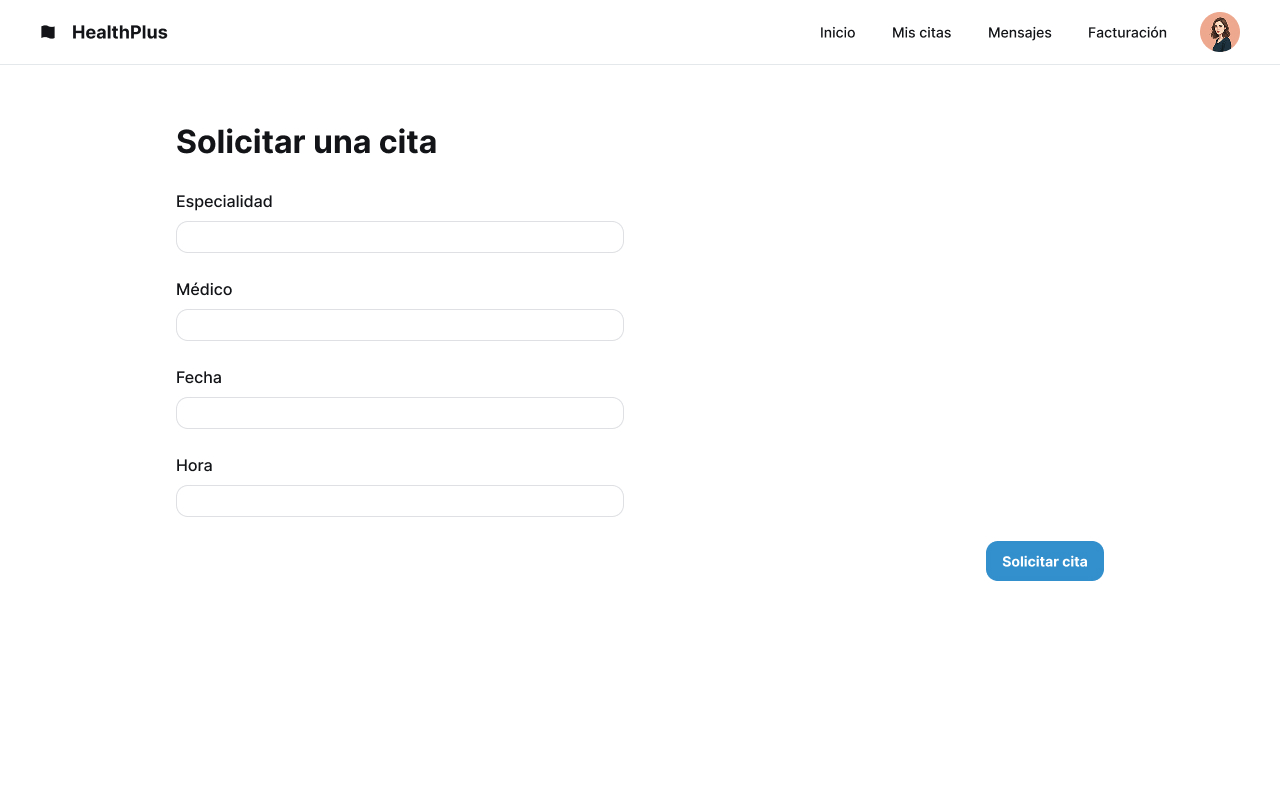 HealthPlus
Inicio
Mis citas
Mensajes
Facturación
Solicitar una cita
Especialidad
Médico
Fecha
Hora
Solicitar cita